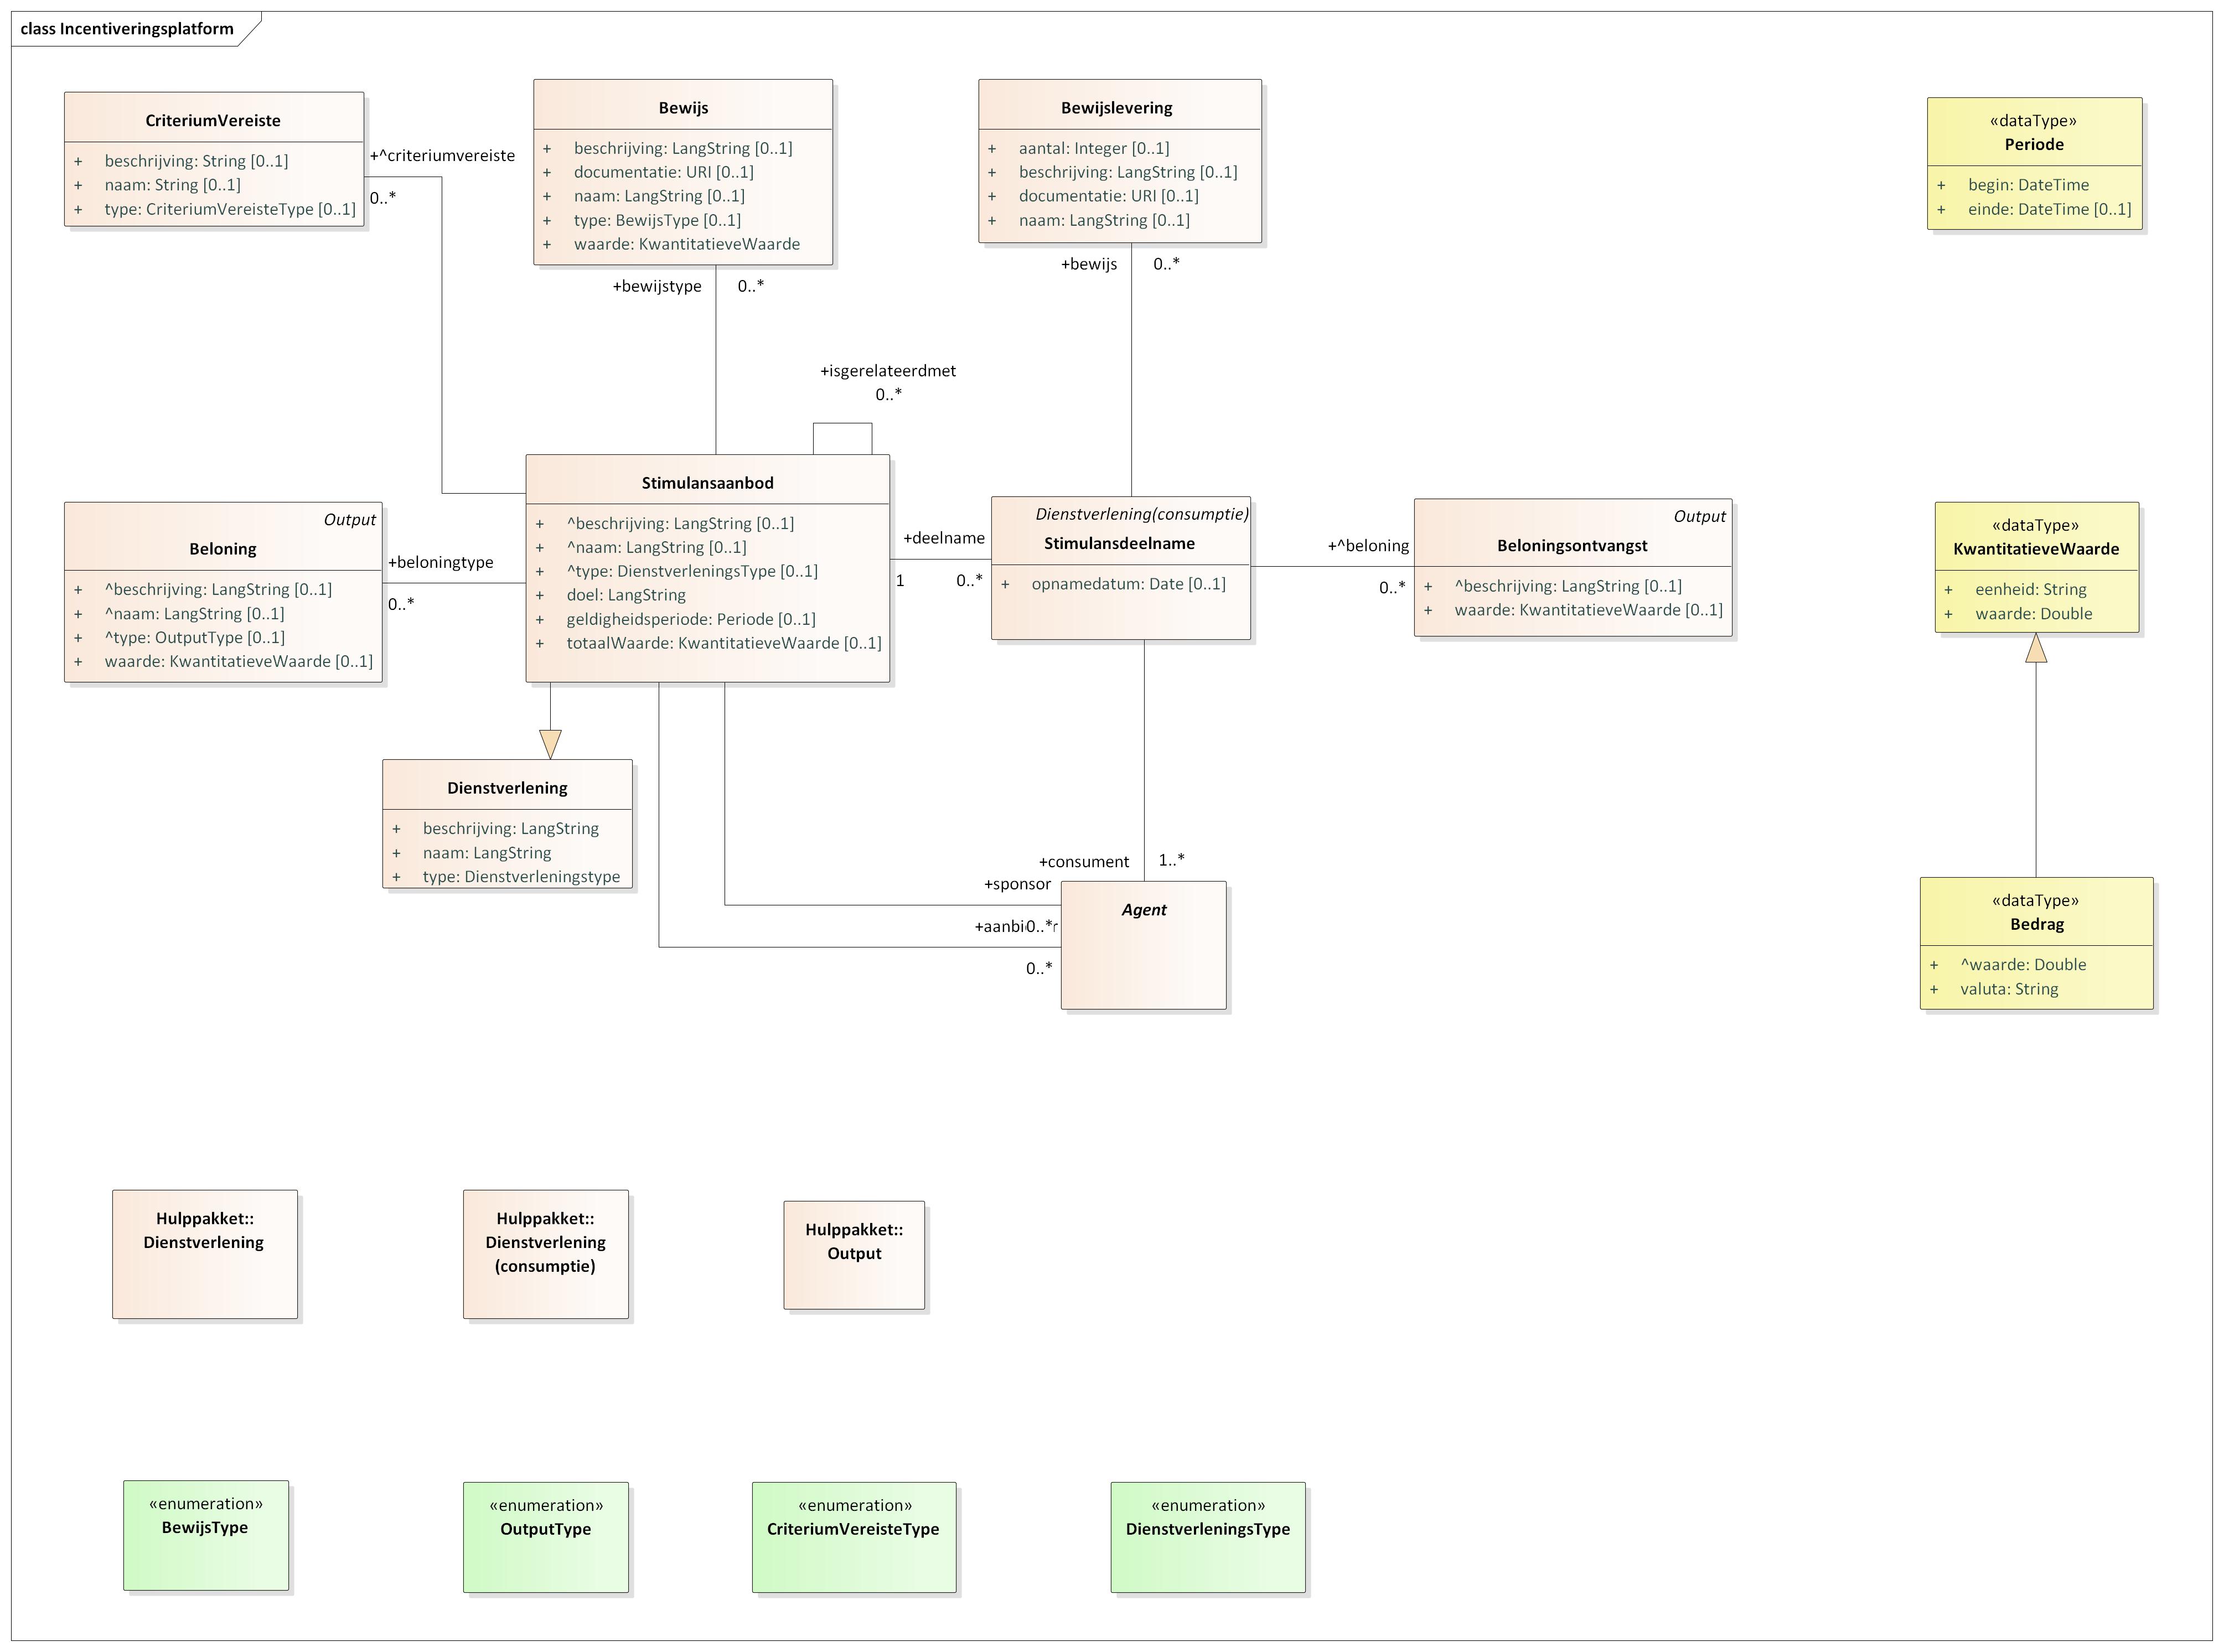 class Incentiveringsplatform
CriteriumVereiste
+ beschrijving: String [0..1]
+ naam: String [0..1]
+ type: CriteriumVereisteType [0..1]
+^criteriumvereiste
0..*
Bewijs
+ beschrijving: LangString [0..1]
+ documentatie: URI [0..1]
+ naam: LangString [0..1]
+ type: BewijsType [0..1]
+ waarde: KwantitatieveWaarde
+bewijstype 0..*
Bewijslevering
+ aantal: Integer [0..1]
+ beschrijving: LangString [0..1]
+ documentatie: URI [0..1]
+ naam: LangString [0..1]
+bewijs 0..*
«dataType»
Periode
+ begin: DateTime
+ einde: DateTime [0..1]
+isgerelateerdmet
0..*
Output
Beloning
+ ^beschrijving: LangString [0..1]
+ ^naam: LangString [0..1]
+ ^type: OutputType [0..1]
+ waarde: KwantitatieveWaarde [0..1]
+beloningtype
0..*
Stimulansaanbod
+ ^beschrijving: LangString [0..1]
+ ^naam: LangString [0..1]
+ ^type: DienstverleningsType [0..1]
+ doel: LangString
+ geldigheidsperiode: Periode [0..1]
+ totaalWaarde: KwantitatieveWaarde [0..1]
+deelname
1 0..*
Dienstverlening(consumptie)
Stimulansdeelname
+ opnamedatum: Date [0..1]
+^beloning
0..*
Output
Beloningsontvangst
+ ^beschrijving: LangString [0..1]
+ waarde: KwantitatieveWaarde [0..1]
«dataType»
KwantitatieveWaarde
+ eenheid: String
+ waarde: Double
Dienstverlening
+ beschrijving: LangString
+ naam: LangString
+ type: Dienstverleningstype
+consument 1..*
+sponsor
0..*
0..*
Agent
«dataType»
Bedrag
+ ^waarde: Double
+ valuta: String
Hulppakket::
Dienstverlening
Hulppakket::
Dienstverlening
(consumptie)
Hulppakket::
Output
«enumeration»
BewijsType
«enumeration»
OutputType
«enumeration»
CriteriumVereisteType
«enumeration»
DienstverleningsType